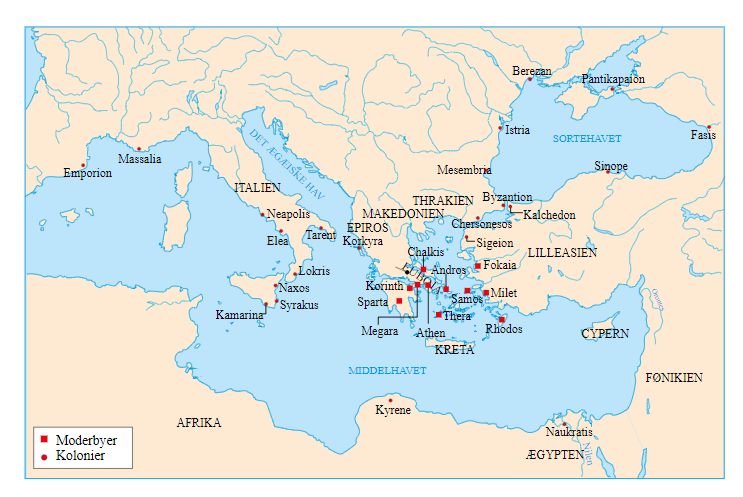 Berezan
Pantikapaion
Istria
SORTEHAVET
Fasis
Massalia
Emporion
DET ÆGÆISKE HAV
Mesembria
Sinope
ITALIEN
THRAKIEN
Byzantion
MAKEDONIEN
Kalchedon
Neapolis
Chersonesos
EPIROS
Tarent
Elea
Korkyra
Sigeion
Chalkis
LILLEASIEN
Lokris
Andros
Fokaia
Naxos
Korinth
Samos
Milet
Syrakus
Sparta
Kamarina
Thera
Megara
Athen
Rhodos
CYPERN
KRETA
Orontes
MIDDELHAVET
FØNIKIEN
Kyrene
AFRIKA
Naukratis
Nilen
ÆGYPTEN
Moderbyer
Kolonier